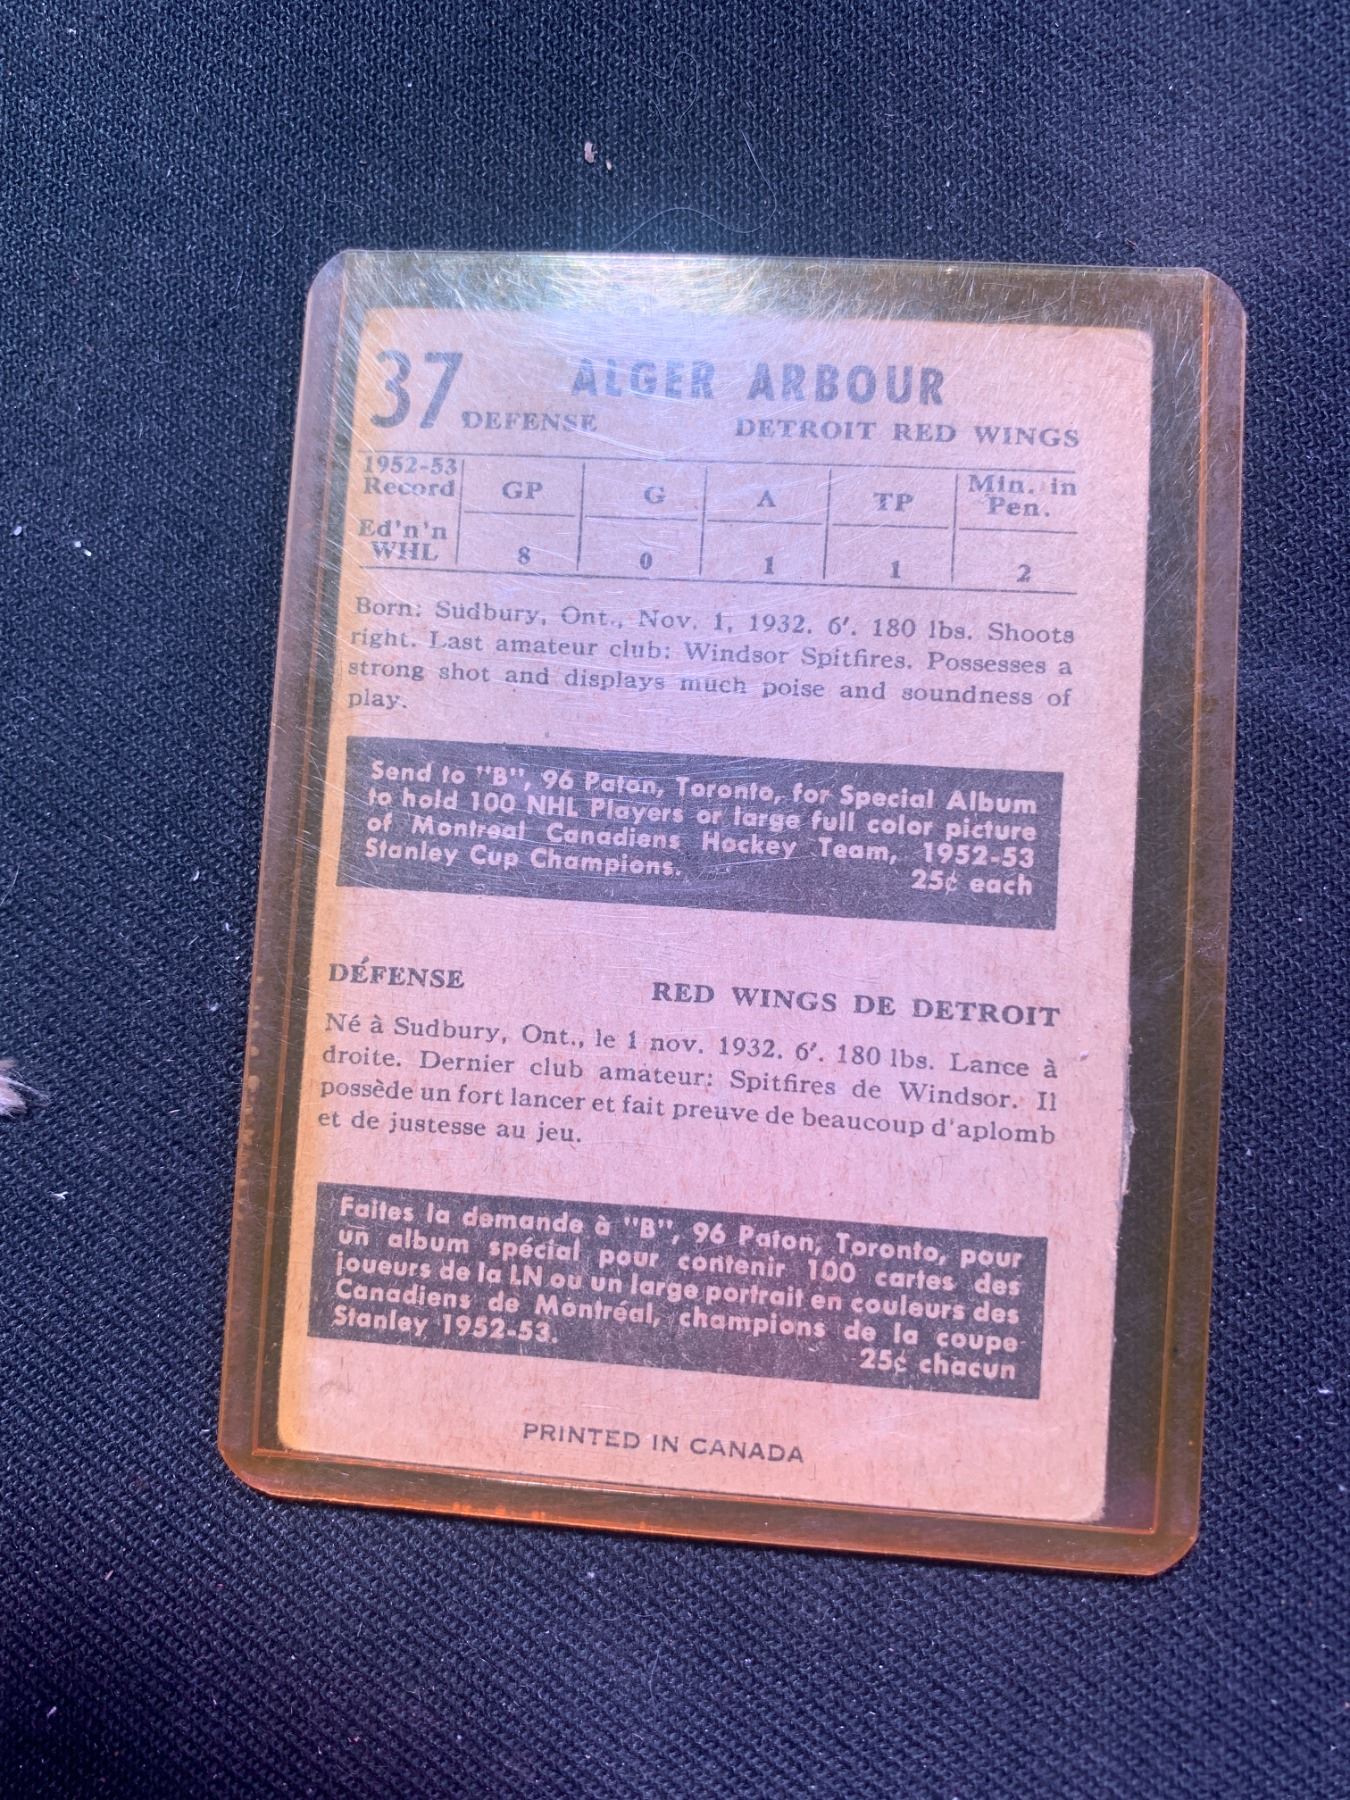 37 ALGER ARBOUR
DEFENSE DETROIT RED WINGS
1952-53 Record GP G A TP Min. in Pen.
Ed'n'n WHL 8 0 1 1 2
Born: Sudbury, Ont., Nov. 1, 1932. 6'. 180 lbs. Shoots
right. Last amateur club: Windsor Spitfires. Possesses a
strong shot and displays much poise and soundness of
play.
Send to "B", 96 Paton, Toronto, for Special Album
to hold 100 NHL Players or large full color picture
of Montreal Canadiens Hockey Team, 1952-53
Stanley Cup Champions. 25¢ each
DÉFENSE RED WINGS DE DETROIT
Né à Sudbury, Ont., le 1 nov. 1932. 6'. 180 lbs. Lance à
droite. Dernier club amateur: Spitfires de Windsor. Il
possède un fort lancer et fait preuve de beaucoup d'aplomb
et de justesse au jeu.
Faites la demande à "B", 96 Paton, Toronto, pour
un album spécial pour contenir 100 cartes des
joueurs de la LN ou un large portrait en couleurs des
Canadiens de Montréal, champions de la coupe
Stanley 1952-53. 25¢ chacun
PRINTED IN CANADA